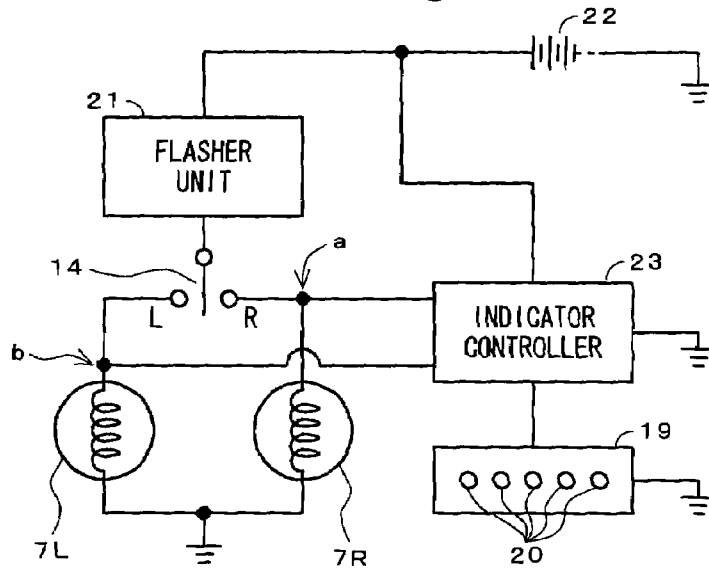 22
21
FLASHER
UNIT
a
14
23
L
R
INDICATOR
CONTROLLER
b
19
7L
7R
20